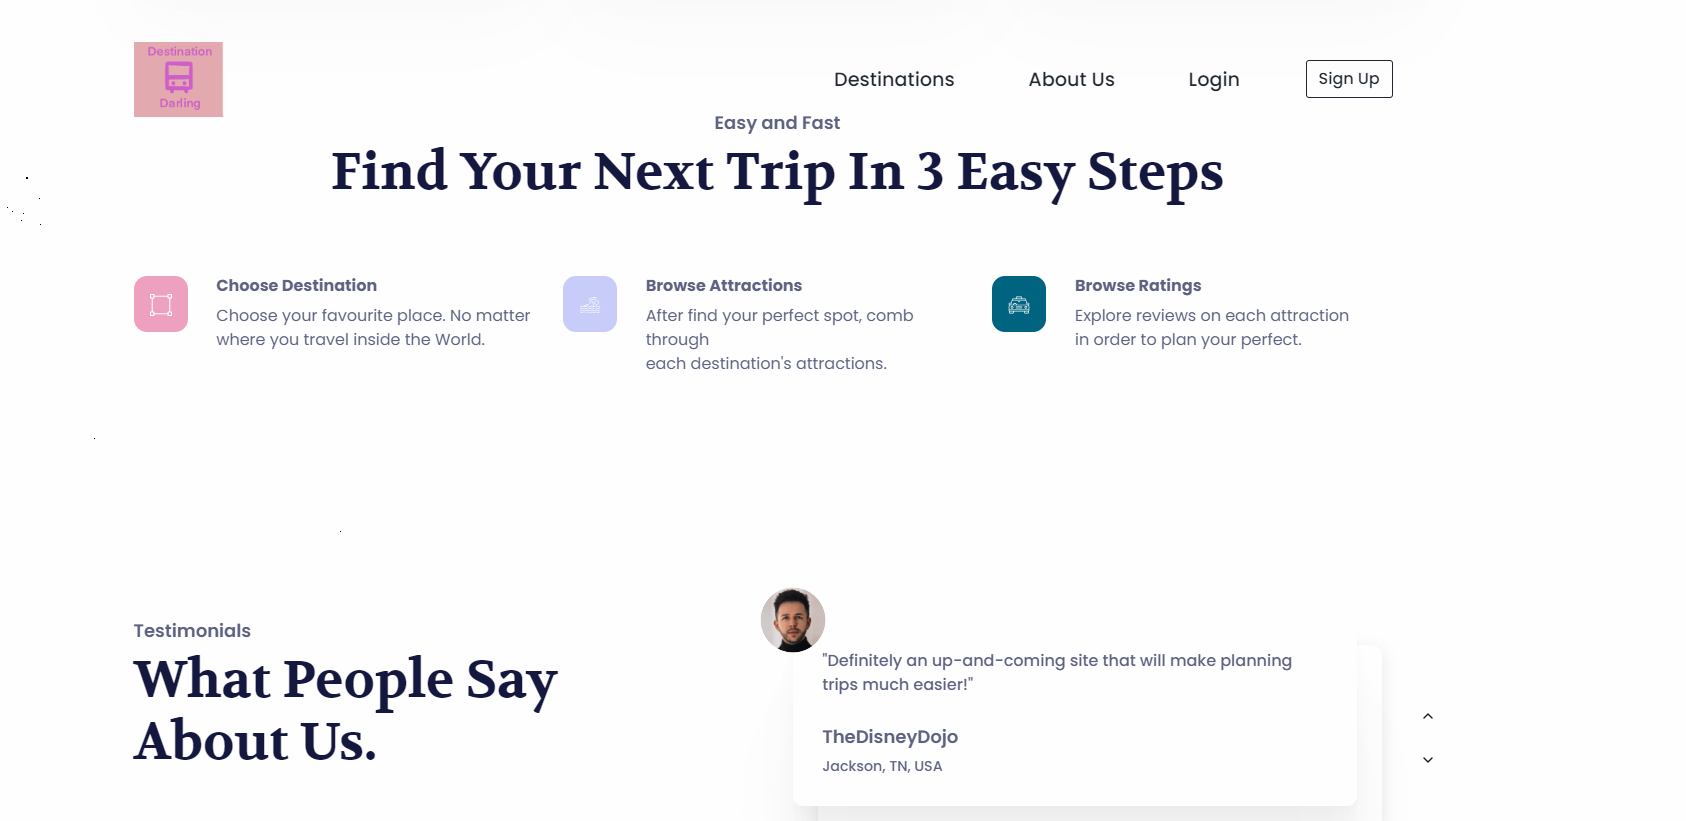 Destination
Darling
Destinations
About Us
Login
Sign Up
Easy and Fast
Find Your Next Trip In 3 Easy Steps
Choose Destination
Choose your favourite place. No matter
where you travel inside the World.
Browse Attractions
After find your perfect spot, comb
through
each destination's attractions.
Browse Ratings
Explore reviews on each attraction
in order to plan your perfect.
Testimonials
What People Say
About Us.
"Definitely an up-and-coming site that will make planning
trips much easier!"
TheDisneyDojo
Jackson, TN, USA